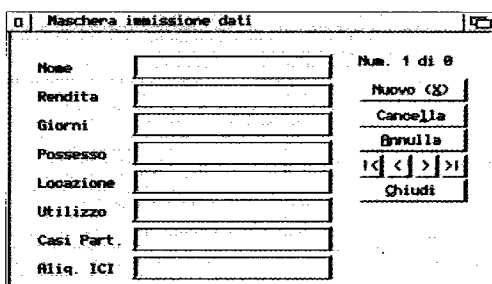 Maschera immissione dati
Nome
Rendita
Giorni
Possesso
Locazione
Utilizzo
Casi Part.
Aliq. ICI
Num. 1 di 0
Nuovo (X)
Cancella
Annulla
|< < > >|
Chiudi